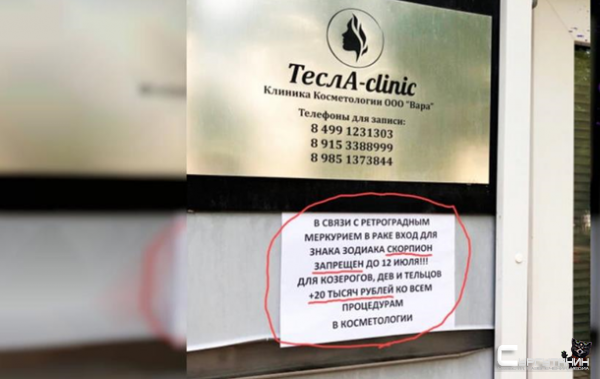 ТеслА-clinic
Клиника Косметологии ООО "Вара"
Телефоны для записи:
8 499 1231303
8 915 3388999
8 985 1373844
В СВЯЗИ С РЕТРОГРАДНЫМ
МЕРКУРИЕМ В РАКЕ ВХОД ДЛЯ
ЗНАКА ЗОДИАКА СКОРПИОН
ЗАПРЕЩЕН ДО 12 ИЮЛЯ!!!
ДЛЯ КОЗЕРОГОВ, ДЕВ И ТЕЛЬЦОВ
+20 ТЫСЯЧ РУБЛЕЙ КО ВСЕМ
ПРОЦЕДУРАМ
В КОСМЕТОЛОГИИ